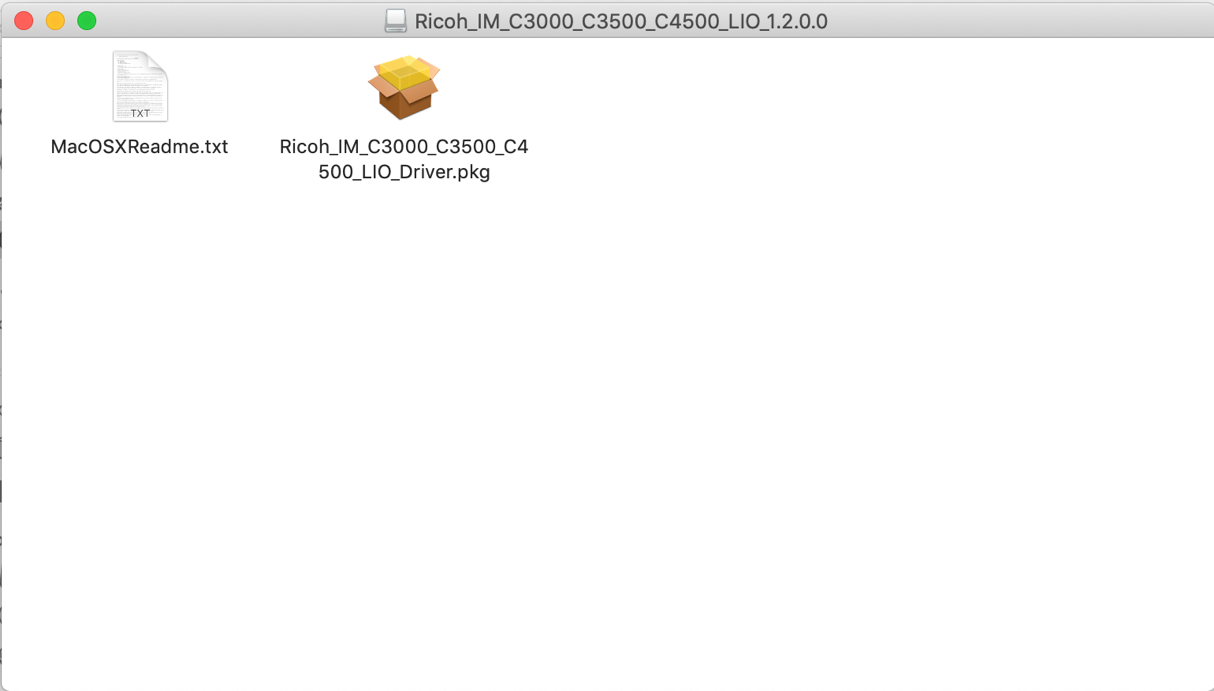 Ricoh_IM_C3000_C3500_C4500_LIO_1.2.0.0
TXT
MacOSXReadme.txt
Ricoh_IM_C3000_C3500_C4
500_LIO_Driver.pkg